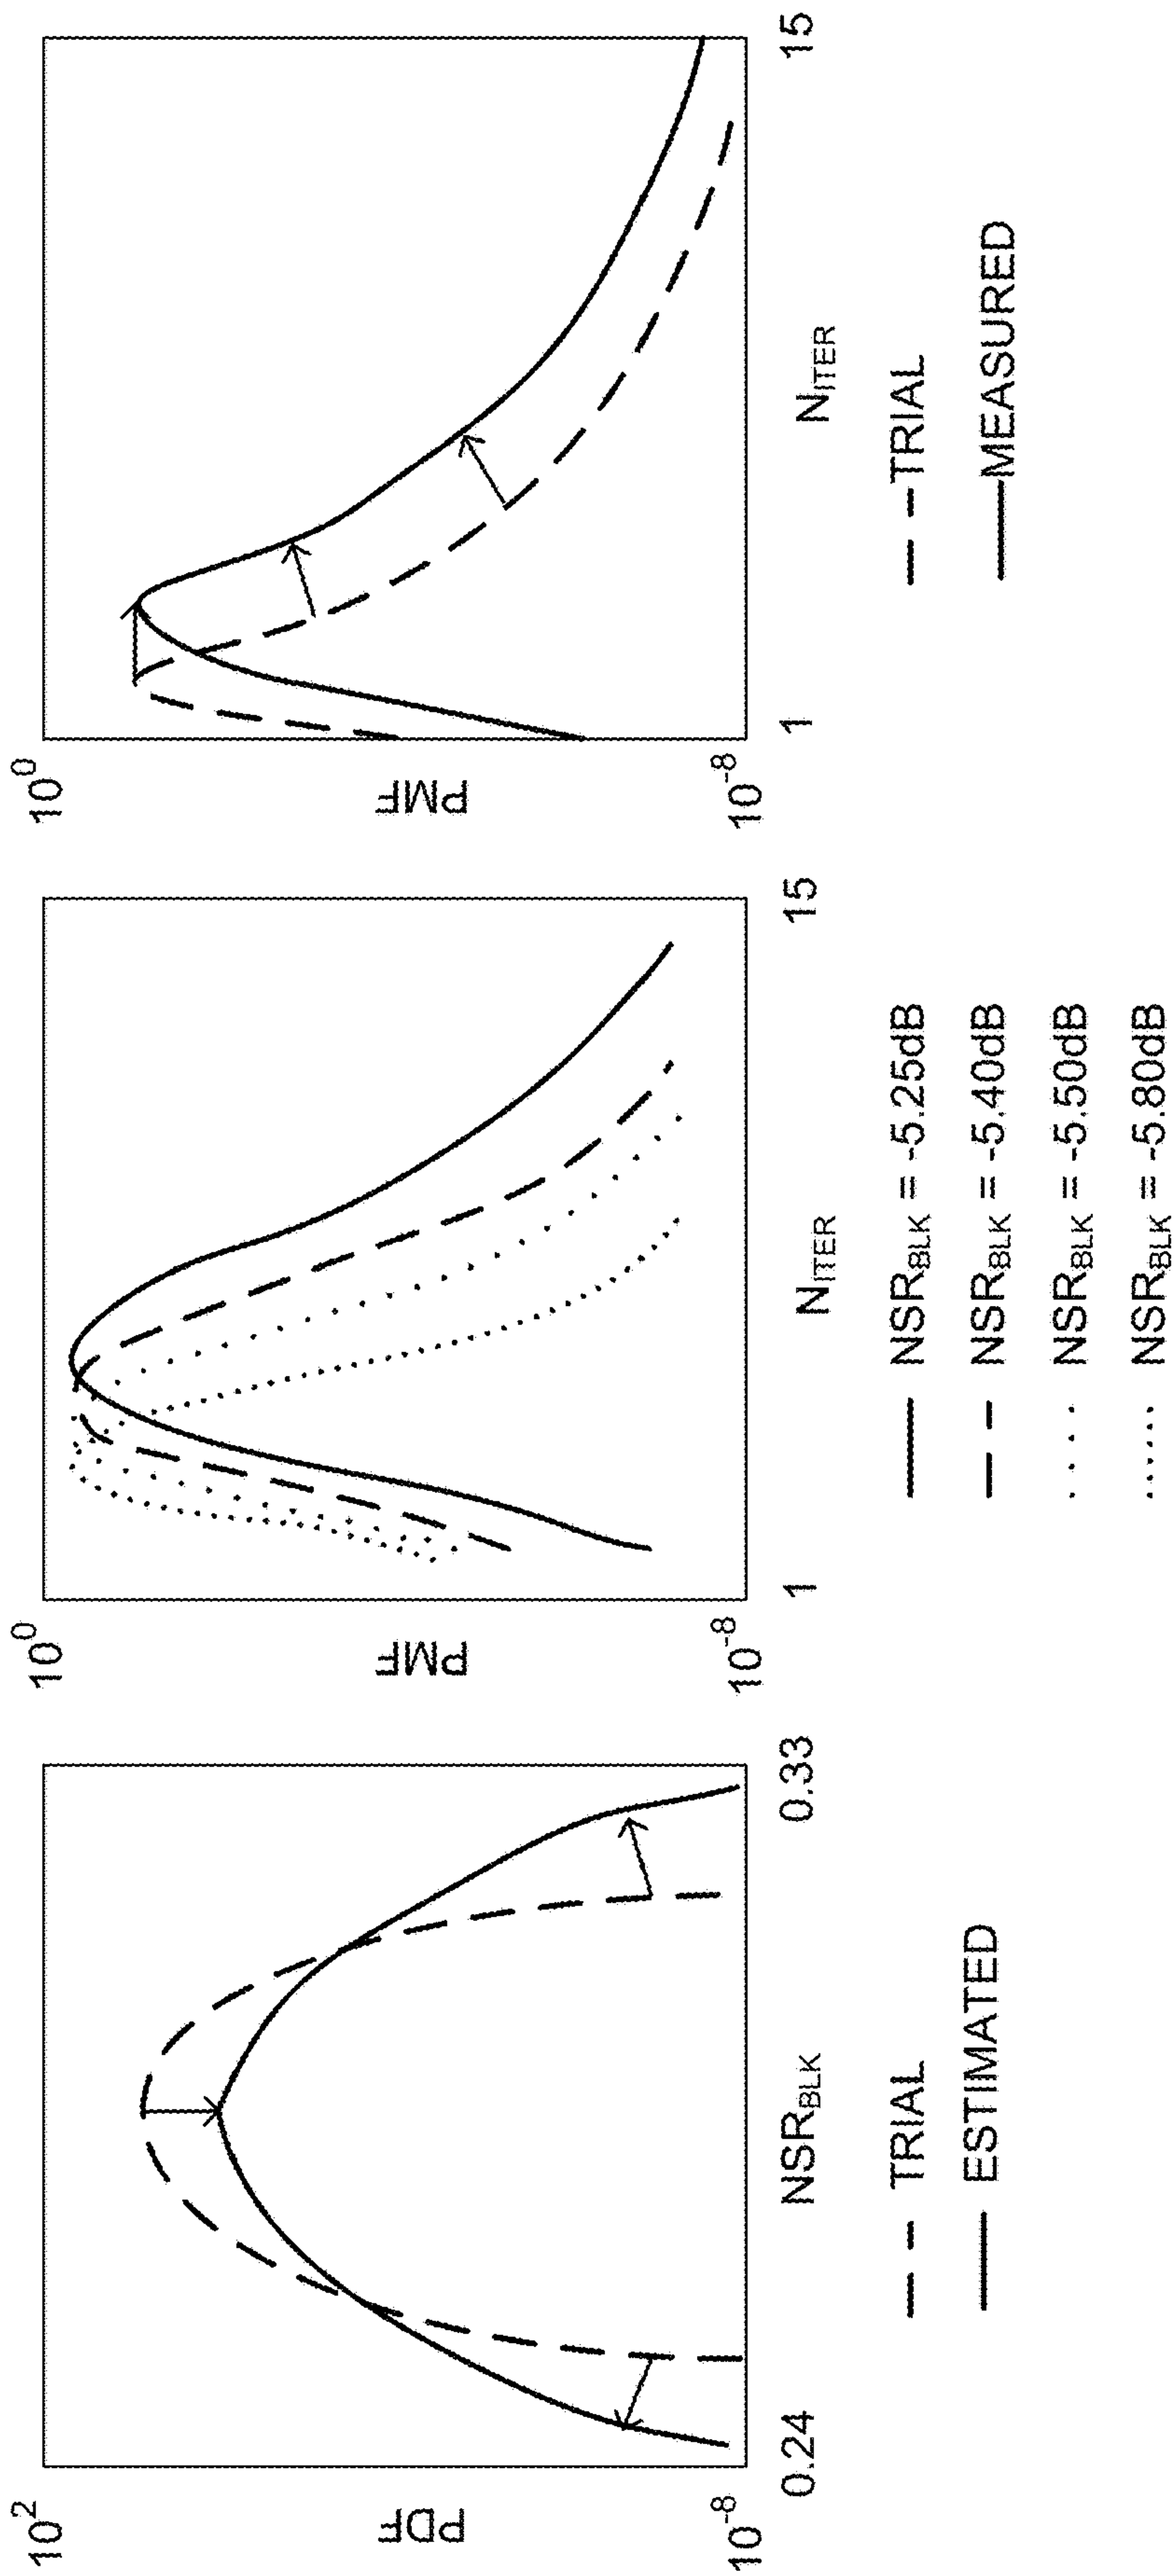 10²
PDF
10⁻⁸
0.24
NSR_BLK
0.33
TRIAL
ESTIMATED
10⁰
PMF
10⁻⁸
1
N_ITER
15
NSR_BLK = -5.25dB
NSR_BLK = -5.40dB
NSR_BLK = -5.50dB
NSR_BLK = -5.80dB
10⁰
PMF
10⁻⁸
1
N_ITER
15
TRIAL
MEASURED